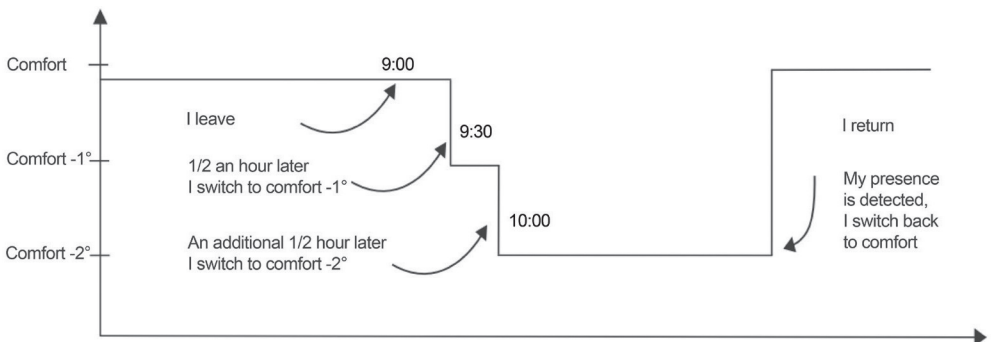 Comfort
9:00
I leave
9:30
I return
Comfort -1°
1/2 an hour later
I switch to comfort -1°
My presence
is detected,
I switch back
to comfort
10:00
An additional 1/2 hour later
I switch to comfort -2°
Comfort -2°